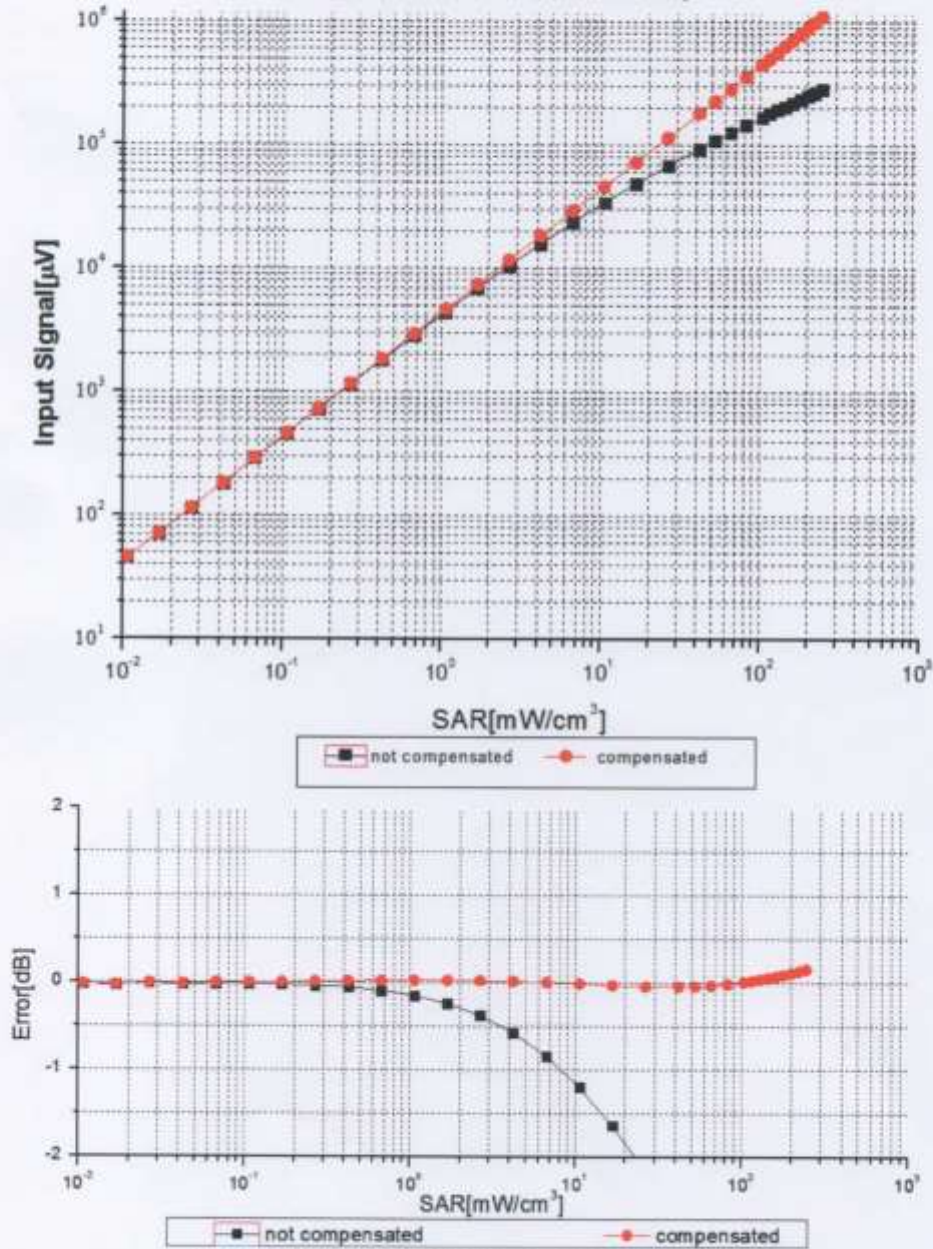 10⁶
10⁵
10⁴
10³
10²
10¹
Input Signal[µV]
10⁻² 10⁻¹ 10⁰ 10¹ 10² 10³
SAR[mW/cm³]
not compensated compensated
2
1
0
-1
-2
Error[dB]
10⁻² 10⁻¹ 10⁰ 10¹ 10² 10³
SAR[mW/cm³]
not compensated compensated